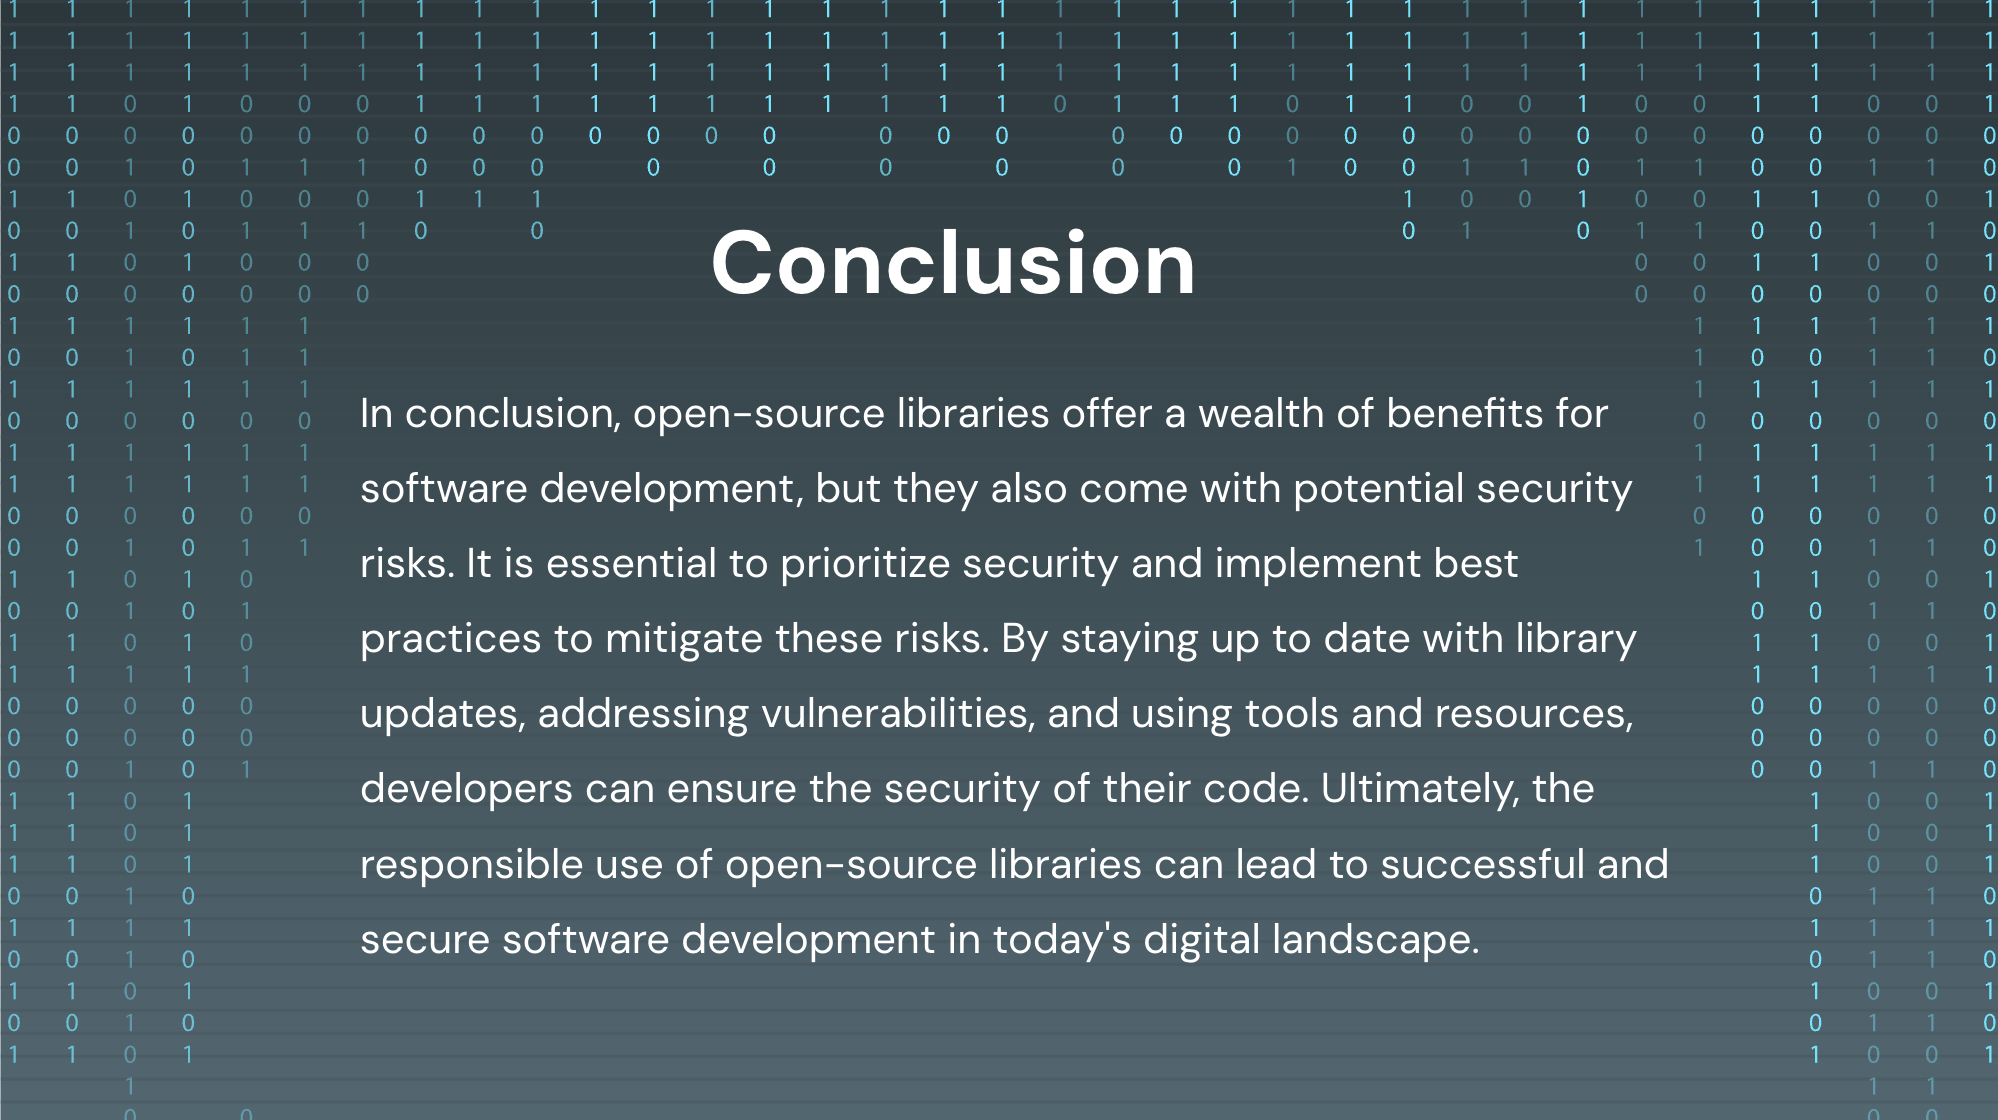 Conclusion
In conclusion, open-source libraries offer a wealth of benefits for
software development, but they also come with potential security
risks. It is essential to prioritize security and implement best
practices to mitigate these risks. By staying up to date with library
updates, addressing vulnerabilities, and using tools and resources,
developers can ensure the security of their code. Ultimately, the
responsible use of open-source libraries can lead to successful and
secure software development in today's digital landscape.